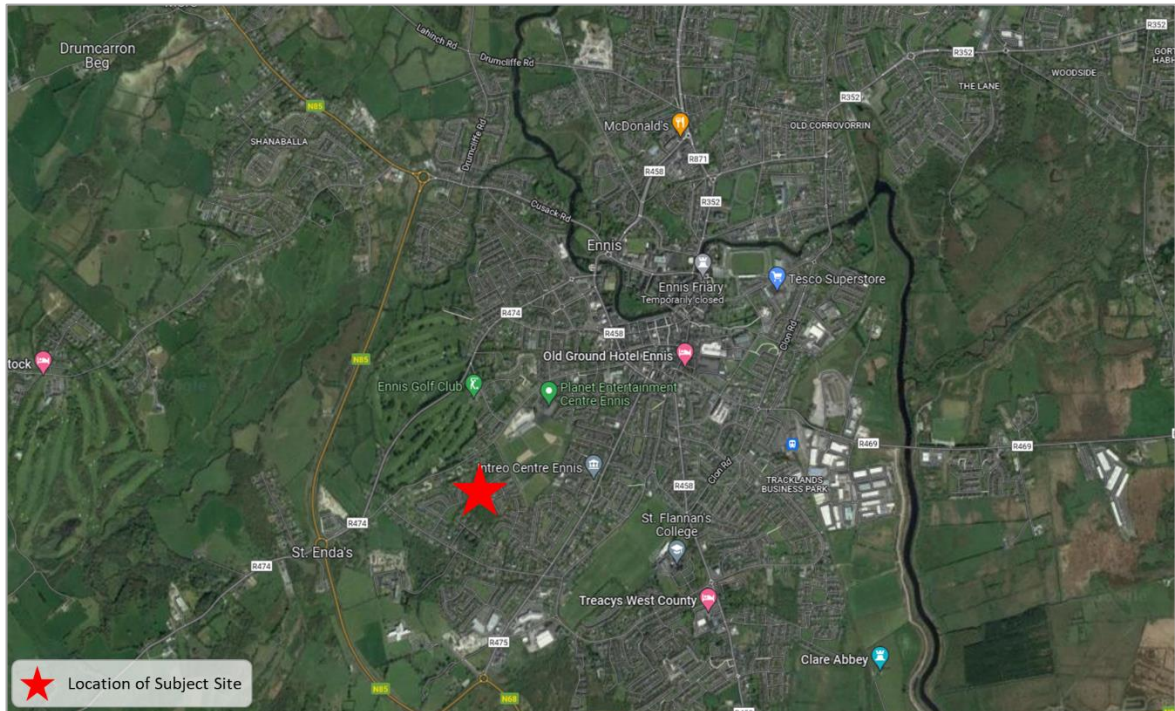 R352
Lahinch Rd
Drumcarron
Beg
Drumcliffe Rd
R352
R352
GORT
WOODSIDE
THE LANE
N85
R352
McDonald's
OLD CORROVORRIN
SHANABALLA
Drumcliffe Rd
R871
R458
R352
Cusack Rd
Ennis
Ennis Friary
Temporarily closed
Tesco Superstore
R474
R458
Clon Rd
tock
N85
Old Ground Hotel Ennis
Ennis Golf Club
Planet Entertainment
Centre Ennis
R469
R469
Intreo Centre Ennis
Clon Rd
R458
TRACKLANDS
BUSINESS PARK
R474
St. Flannan's
College
St. Enda's
R474
Treacys West County
R475
Clare Abbey
Location of Subject Site
N85
N68